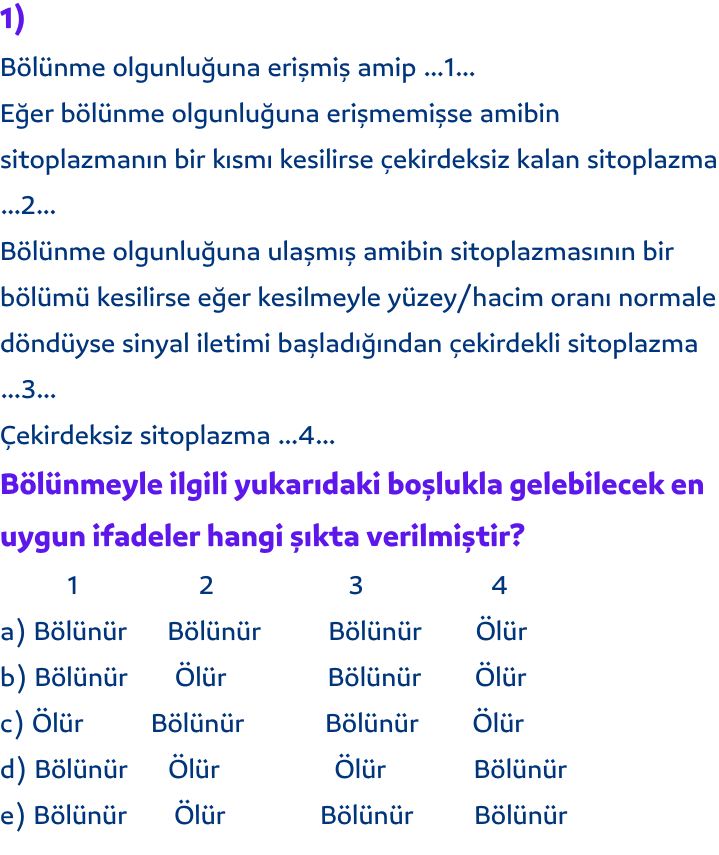 1)
Bölünme olgunluğuna erişmiş amip ...1...
Eğer bölünme olgunluğuna erişmemişse amibin
sitoplazmanın bir kısmı kesilirse çekirdeksiz kalan sitoplazma
...2...
Bölünme olgunluğuna ulaşmış amibin sitoplazmasının bir
bölümü kesilirse eğer kesilmeyle yüzey/hacim oranı normale
döndüyse sinyal iletimi başladığından çekirdekli sitoplazma
...3...
Çekirdeksiz sitoplazma ...4...
Bölünmeyle ilgili yukarıdaki boşlukla gelebilecek en
uygun ifadeler hangi şıkta verilmiştir?
1 2 3 4
a) Bölünür Bölünür Bölünür Ölür
b) Bölünür Ölür Bölünür Ölür
c) Ölür Bölünür Bölünür Ölür
d) Bölünür Ölür Ölür Bölünür
e) Bölünür Ölür Bölünür Bölünür